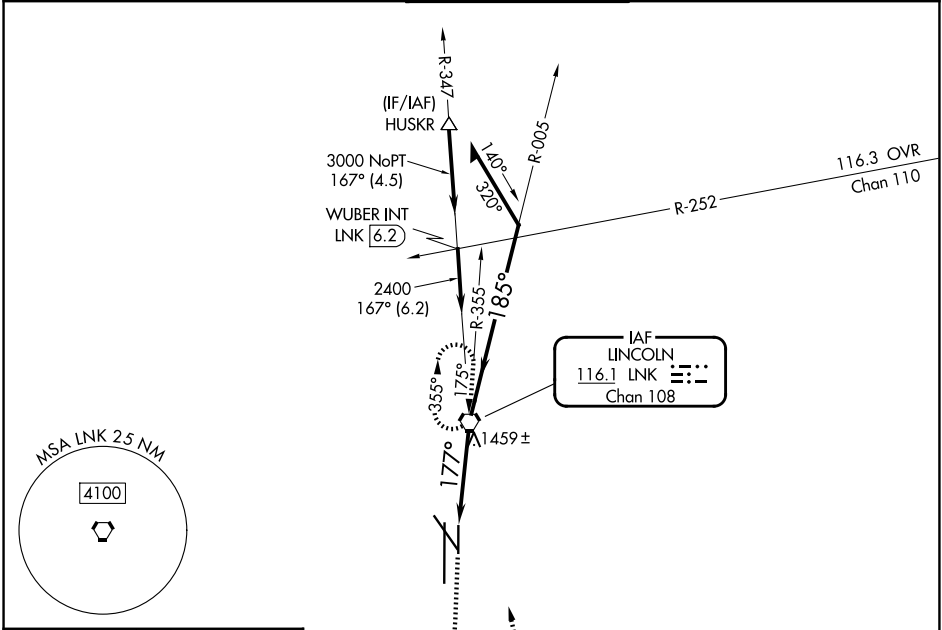 R-347
(IF/IAF)
HUSKR
3000 NoPT
167° (4.5)
140°
320°
R-005
116.3 OVR
Chan 110
R-252
WUBER INT
LNK 6.2
2400
167° (6.2)
R-355
185°
355°
175°
IAF
LINCOLN
116.1 LNK
Chan 108
1459 ±
177°
MSA LNK 25 NM
4100